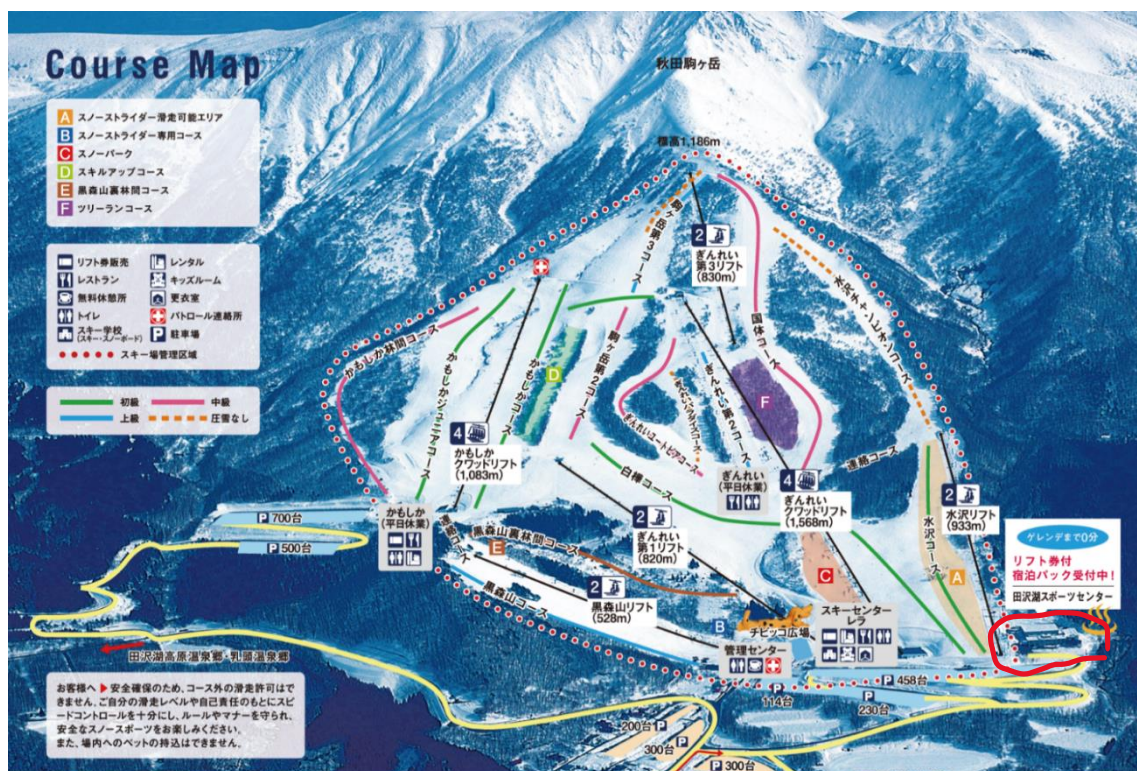 Course Map
A スノーストライダー滑走可能エリア
B スノーストライダー専用コース
C スノーパーク
D スキルアップコース
E 黒森山裏林間コース
F ツリーランコース
リフト券販売
レンタル
レストラン
キッズルーム
無料休憩所
更衣室
トイレ
パトロール連絡所
スキー学校
(スキー・スノーボード)
P 駐車場
スキー場管理区域
初級
中級
上級
圧雪なし
秋田駒ヶ岳
標高1,186m
駒ヶ岳第3コース
2
ぎんれい
第3リフト
(830m)
水沢チャンピオンコース
国体コース
かもしか林間コース
かもしかジュニアコース
かもしかコース
D
駒ヶ岳第2コース
ぎんれい第2コース
ぎんれいユートピアコース
F
4
かもしか
クワッドリフト
(1,083m)
白樺コース
ぎんれい
(平日休業)
4
ぎんれい
クワッドリフト
(1,568m)
連絡コース
2
水沢リフト
(933m)
水沢コース
A
かもしか
(平日休業)
連絡コース
黒森山裏林間コース
E
2
ぎんれい
第1リフト
(820m)
黒森山コース
2
黒森山リフト
(528m)
C
B
チビッコ広場
スキーセンター
レラ
管理センター
ゲレンデまで0分
リフト券付
宿泊パック受付中!
田沢湖スポーツセンター
P 700台
P 500台
田沢湖高原温泉郷・乳頭温泉郷
P 458台
P
114台
P
230台
200台 P
300台 P
P 300台
お客様へ ▶ 安全確保のため、コース外の滑走許可はで
きません。ご自分の滑走レベルや自己責任のもとにスピ
ードコントロールを十分にし、ルールやマナーを守られ、
安全なスノースポーツをお楽しみください。
また、場内へのペットの持込はできません。